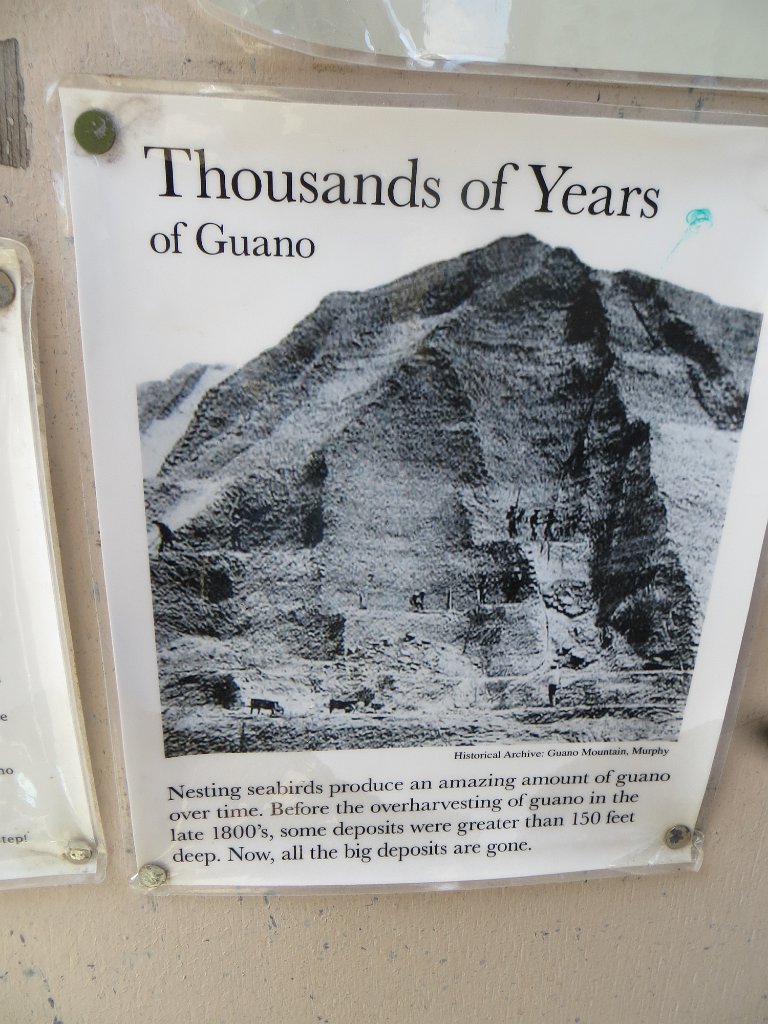 Thousands of Years
of Guano
Historical Archive: Guano Mountain, Murphy
Nesting seabirds produce an amazing amount of guano
over time. Before the overharvesting of guano in the
late 1800's, some deposits were greater than 150 feet
deep. Now, all the big deposits are gone.